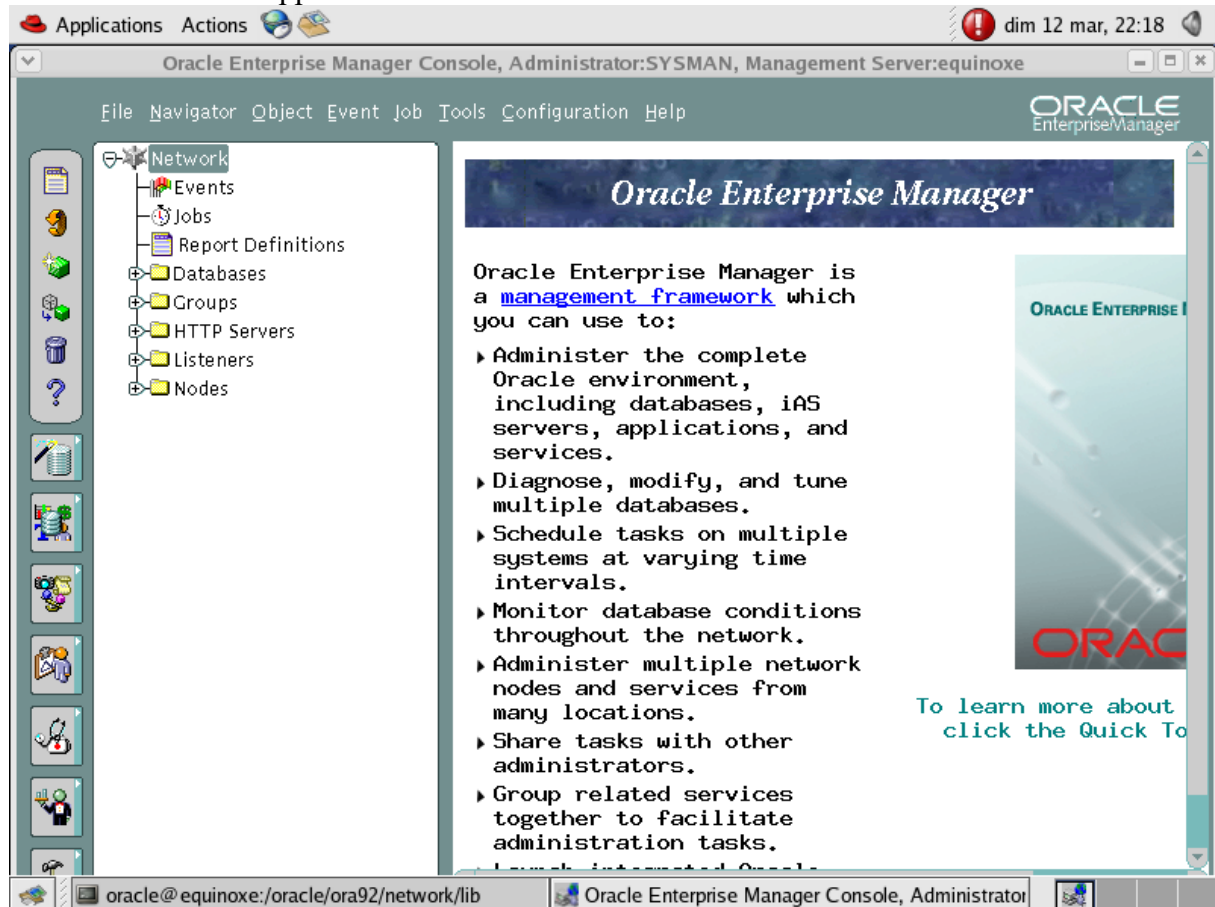 Applications Actions dim 12 mar, 22:18
Oracle Enterprise Manager Console, Administrator:SYSMAN, Management Server:equinoxe
File Navigator Object Event Job Tools Configuration Help
ORACLE
EnterpriseManager
Network
Events
Jobs
Report Definitions
Databases
Groups
HTTP Servers
Listeners
Nodes
Oracle Enterprise Manager
Oracle Enterprise Manager is
a management framework which
you can use to:
Administer the complete
Oracle environment,
including databases, iAS
servers, applications, and
services.
Diagnose, modify, and tune
multiple databases.
Schedule tasks on multiple
systems at varying time
intervals.
Monitor database conditions
throughout the network.
Administer multiple network
nodes and services from
many locations.
Share tasks with other
administrators.
Group related services
together to facilitate
administration tasks.
ORACLE ENTERPRISE
ORAC
To learn more about
click the Quick To
oracle@equinoxe:/oracle/ora92/network/lib Oracle Enterprise Manager Console, Administrator